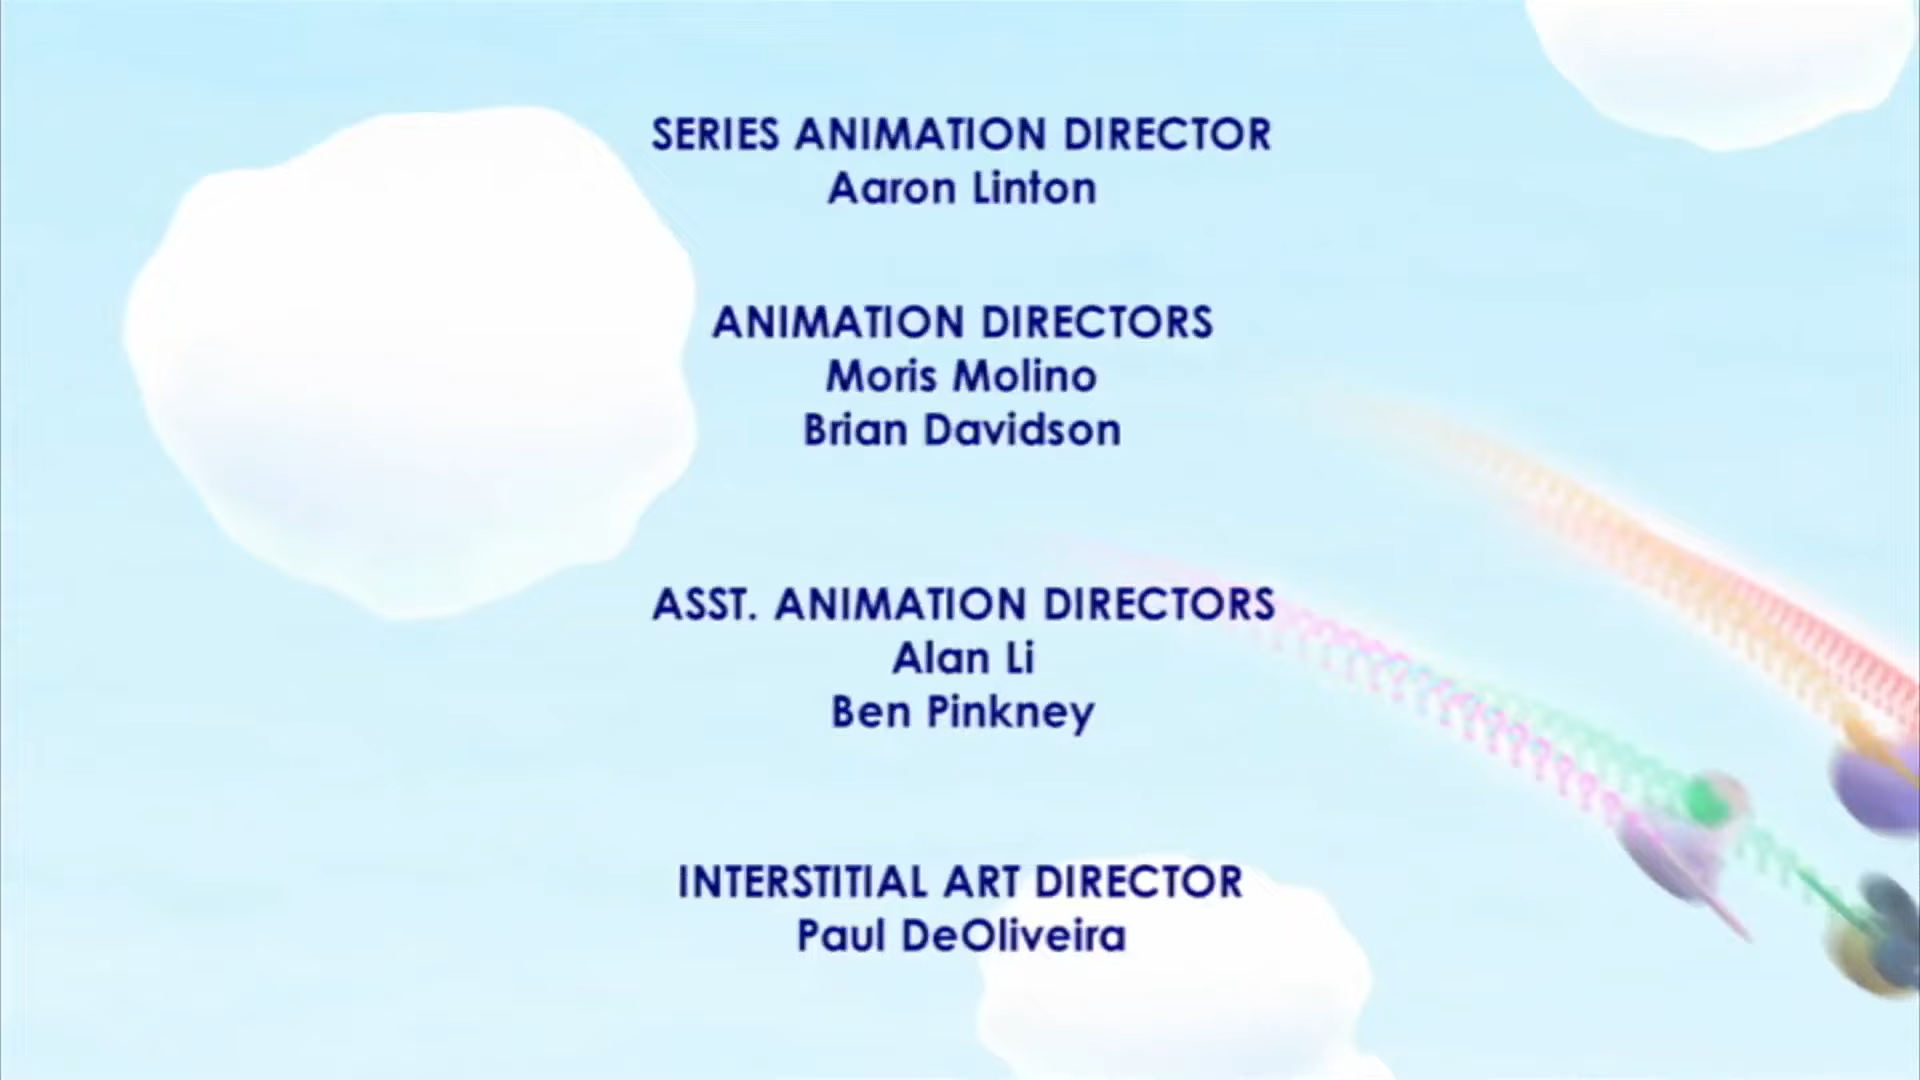 SERIES ANIMATION DIRECTOR
Aaron Linton
ANIMATION DIRECTORS
Moris Molino
Brian Davidson
ASST. ANIMATION DIRECTORS
Alan Li
Ben Pinkney
INTERSTITIAL ART DIRECTOR
Paul DeOliveira